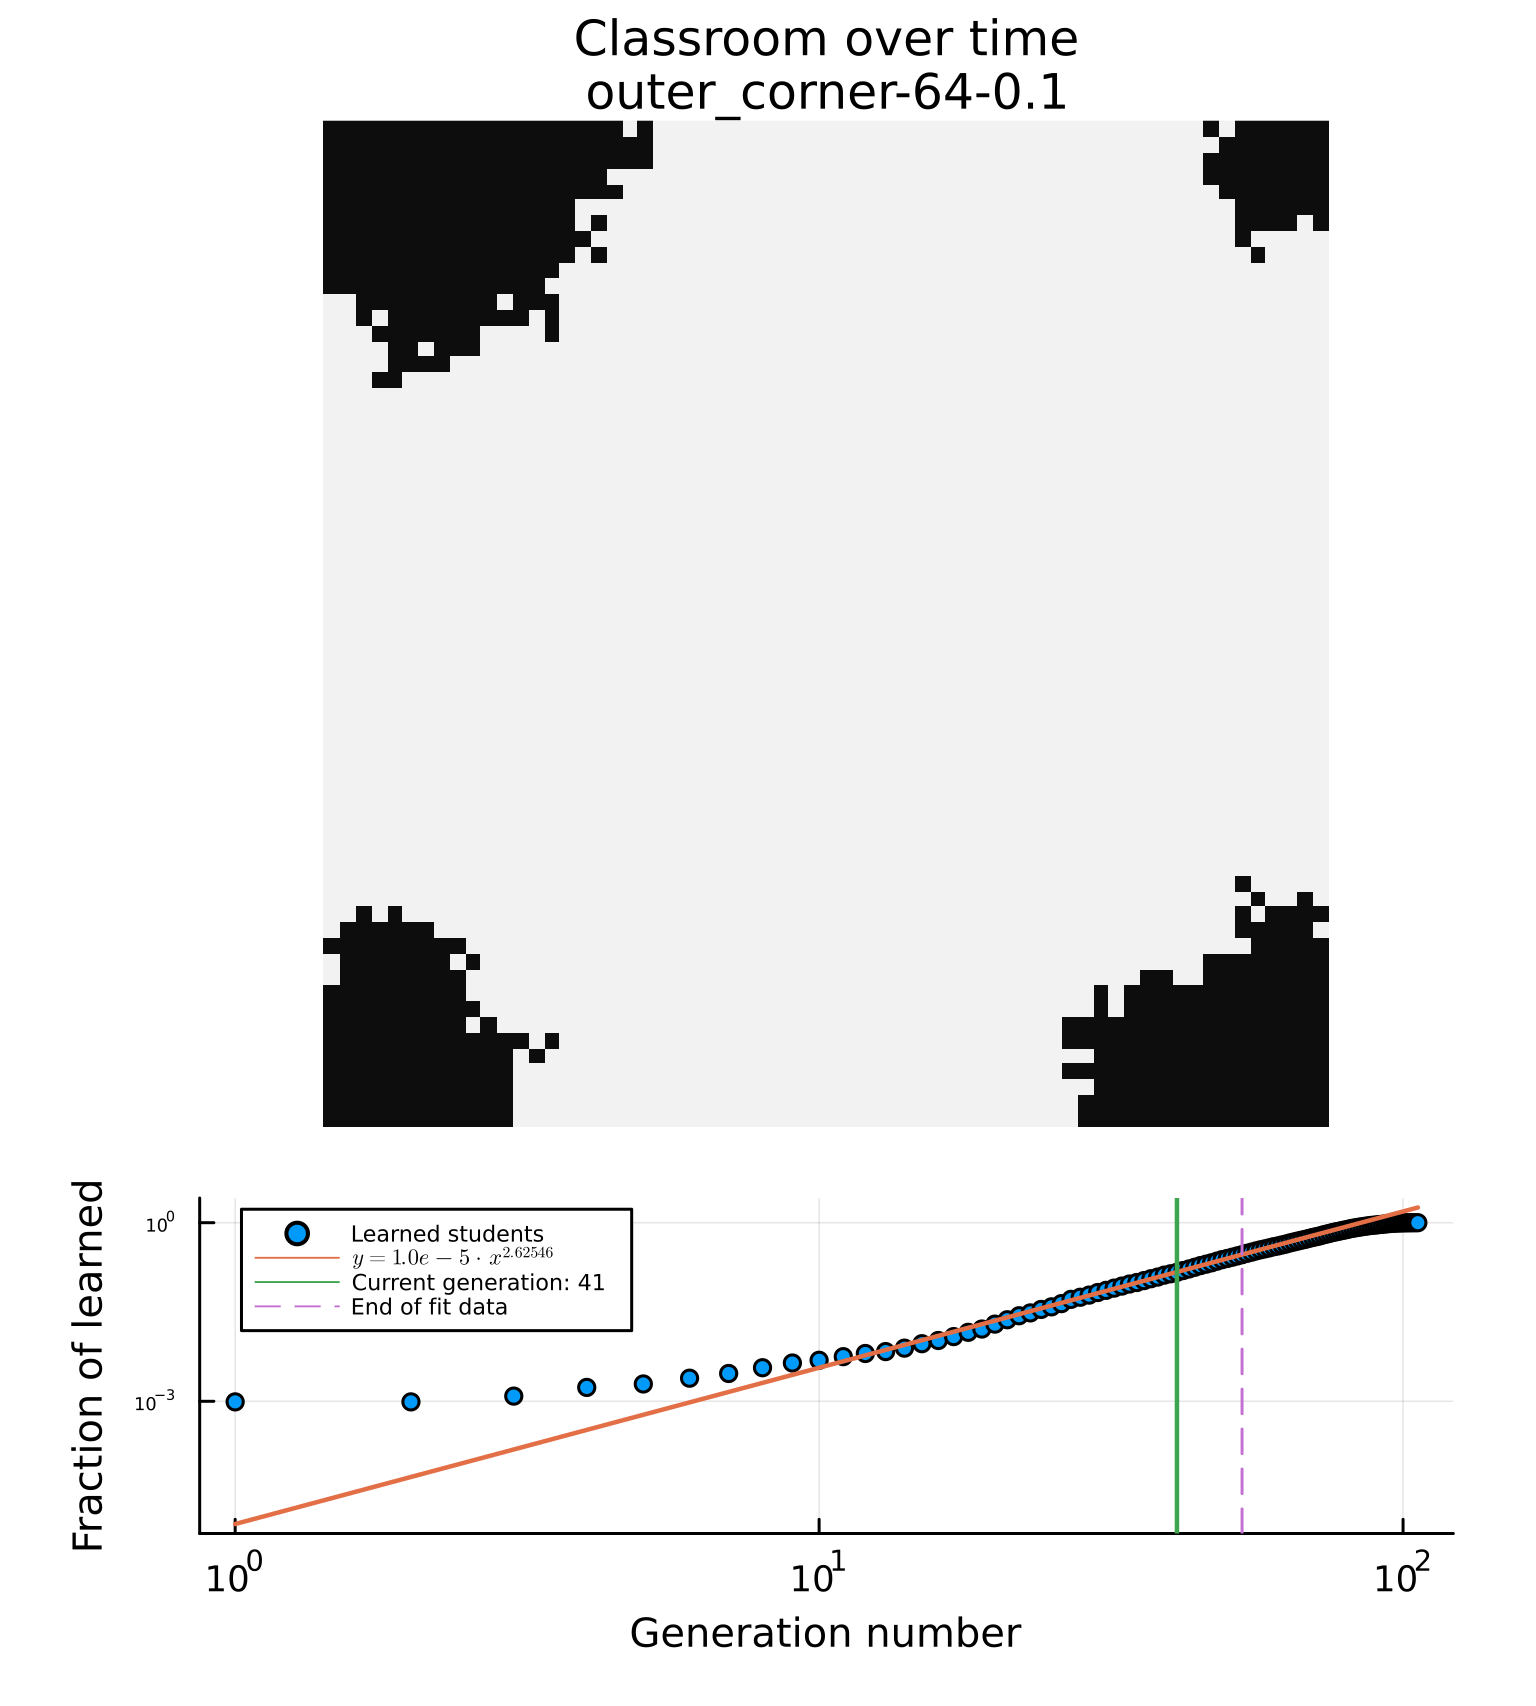 Classroom over time
outer_corner-64-0.1
Fraction of learned
10^0
10^-3
Learned students
y = 1.0e − 5 · x^2.62546
Current generation: 41
End of fit data
10^0 10^1 10^2
Generation number